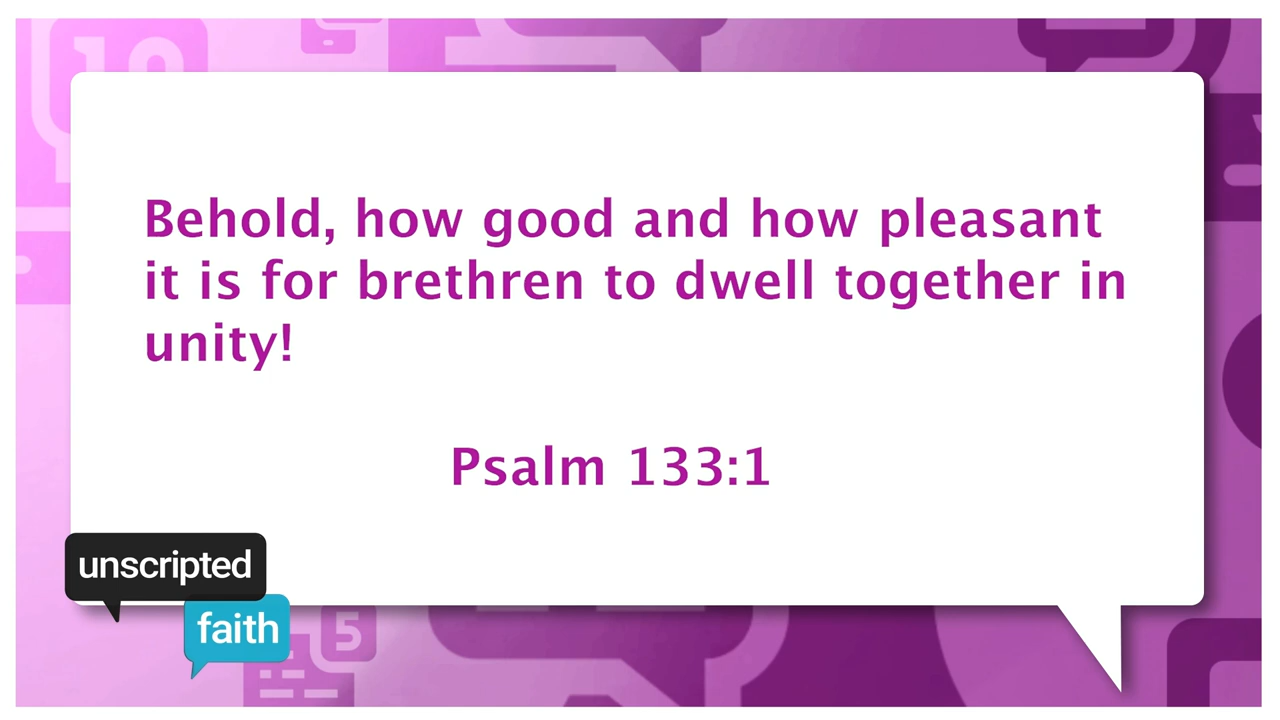 Behold, how good and how pleasant
it is for brethren to dwell together in
unity!
Psalm 133:1
unscripted
faith
5